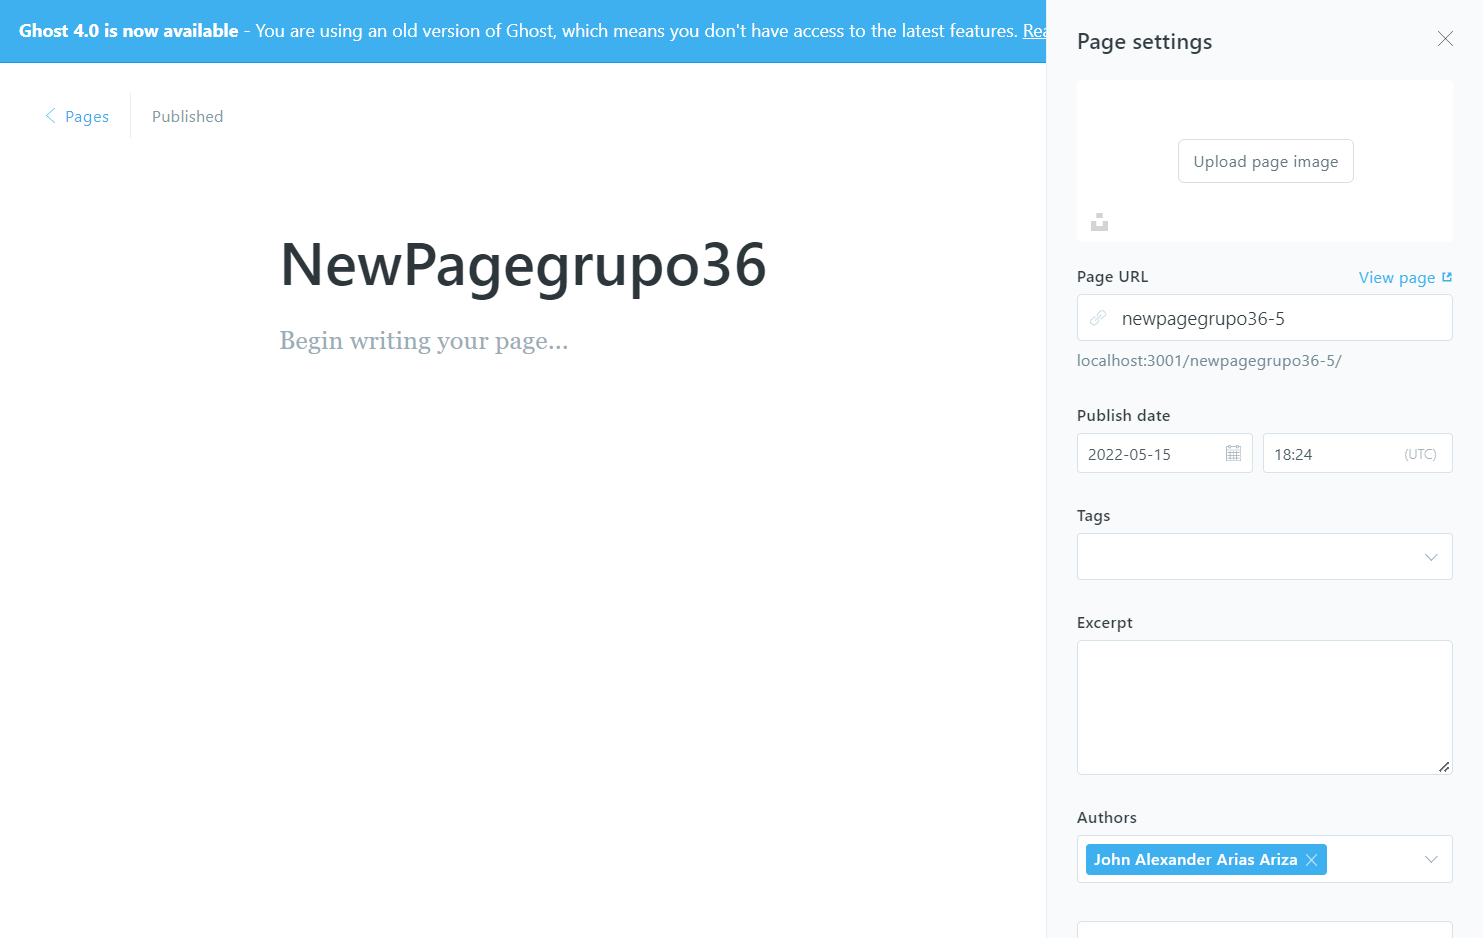 Ghost 4.0 is now available - You are using an old version of Ghost, which means you don't have access to the latest features. Rea
Pages
Published
NewPagegrupo36
Begin writing your page...
Page settings
Upload page image
Page URL
View page
newpagegrupo36-5
localhost:3001/newpagegrupo36-5/
Publish date
2022-05-15
18:24
(UTC)
Tags
Excerpt
Authors
John Alexander Arias Ariza